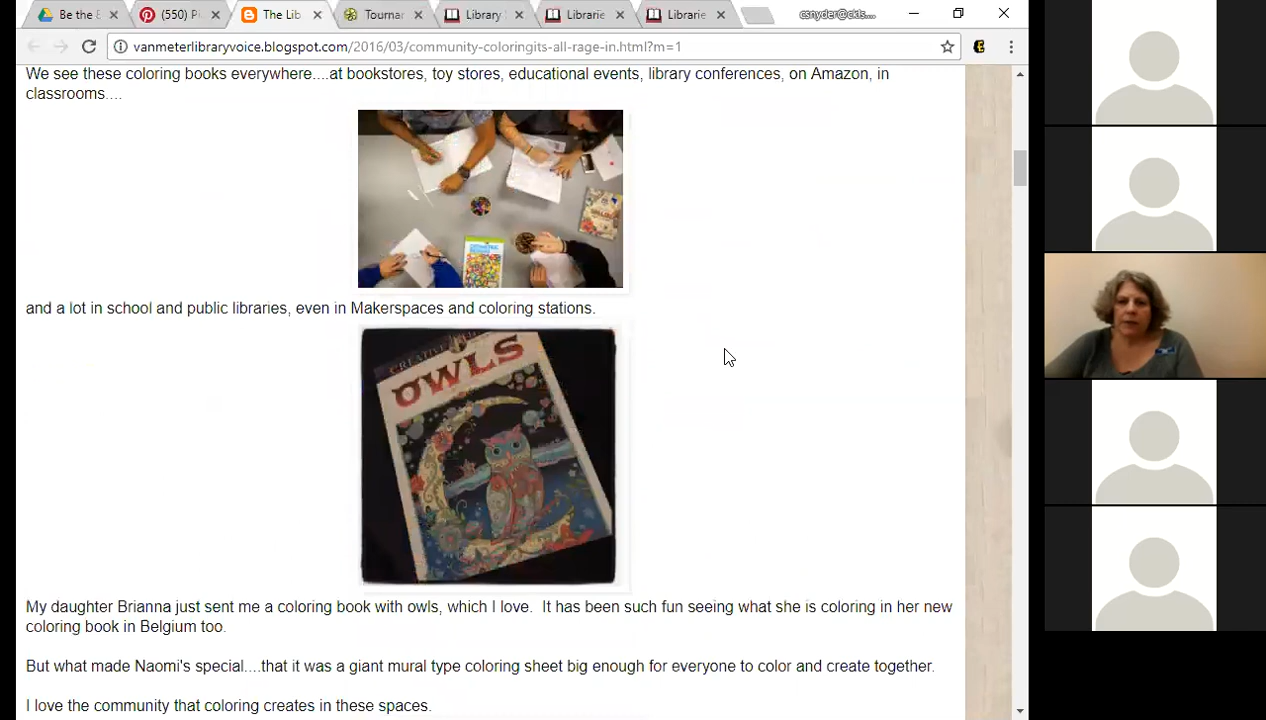 Be the E
(550) Pi
The Lib
Tournar
Library
Librarie
Librarie
csnyder@ckts...
vanmeterlibraryvoice.blogspot.com/2016/03/community-coloringits-all-rage-in.html?m=1
We see these coloring books everywhere....at bookstores, toy stores, educational events, library conferences, on Amazon, in
classrooms....
and a lot in school and public libraries, even in Makerspaces and coloring stations.
CREATIVE
OWLS
My daughter Brianna just sent me a coloring book with owls, which I love. It has been such fun seeing what she is coloring in her new
coloring book in Belgium too.
But what made Naomi's special....that it was a giant mural type coloring sheet big enough for everyone to color and create together.
I love the community that coloring creates in these spaces.